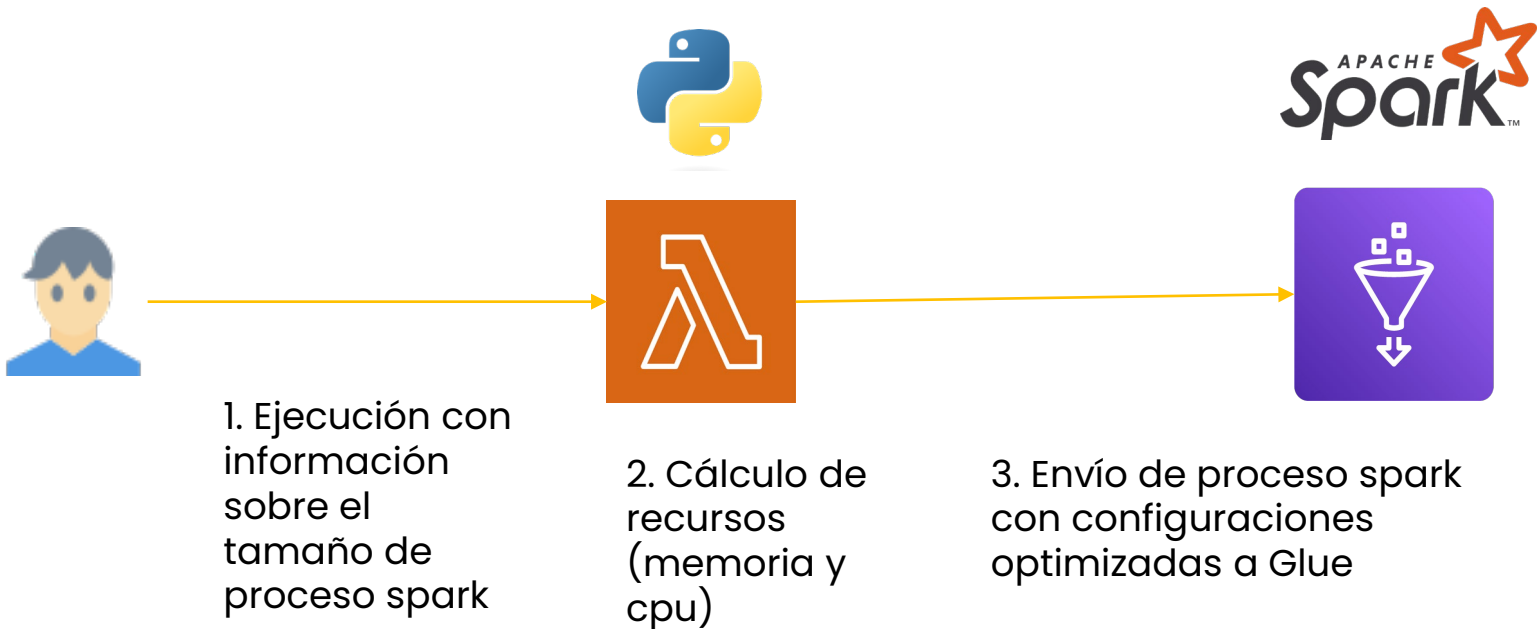 APACHE
Spark™
1. Ejecución con
información
sobre el
tamaño de
proceso spark
2. Cálculo de
recursos
(memoria y
cpu)
3. Envío de proceso spark
con configuraciones
optimizadas a Glue